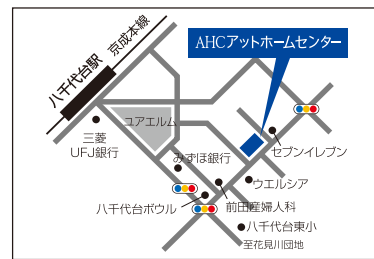 京成本線
八千代台駅
AHCアットホームセンター
ユアエルム
三菱
UFJ銀行
みずほ銀行
セブンイレブン
ウエルシア
八千代台ボウル
前田産婦人科
八千代台東小
至花見川団地